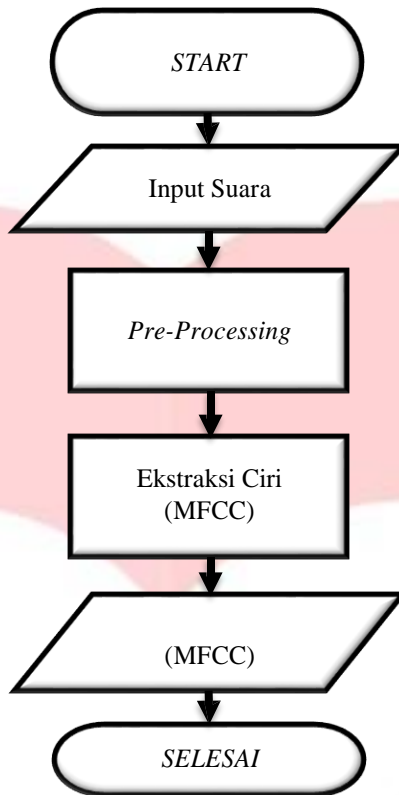 START
Input Suara
Pre-Processing
Ekstraksi Ciri
(MFCC)
(MFCC)
SELESAI